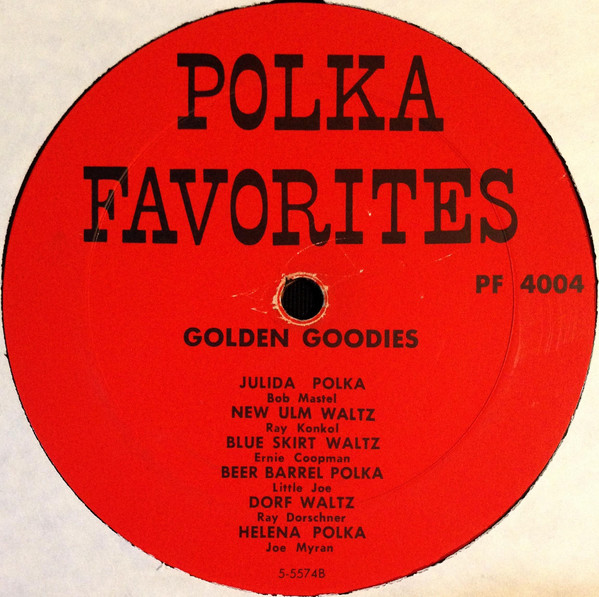 POLKA
FAVORITES
PF 4004
GOLDEN GOODIES
JULIDA POLKA
Bob Mastel
NEW ULM WALTZ
Ray Konkol
BLUE SKIRT WALTZ
Ernie Coopman
BEER BARREL POLKA
Little Joe
DORF WALTZ
Ray Dorschner
HELENA POLKA
Joe Myran
5-5574B